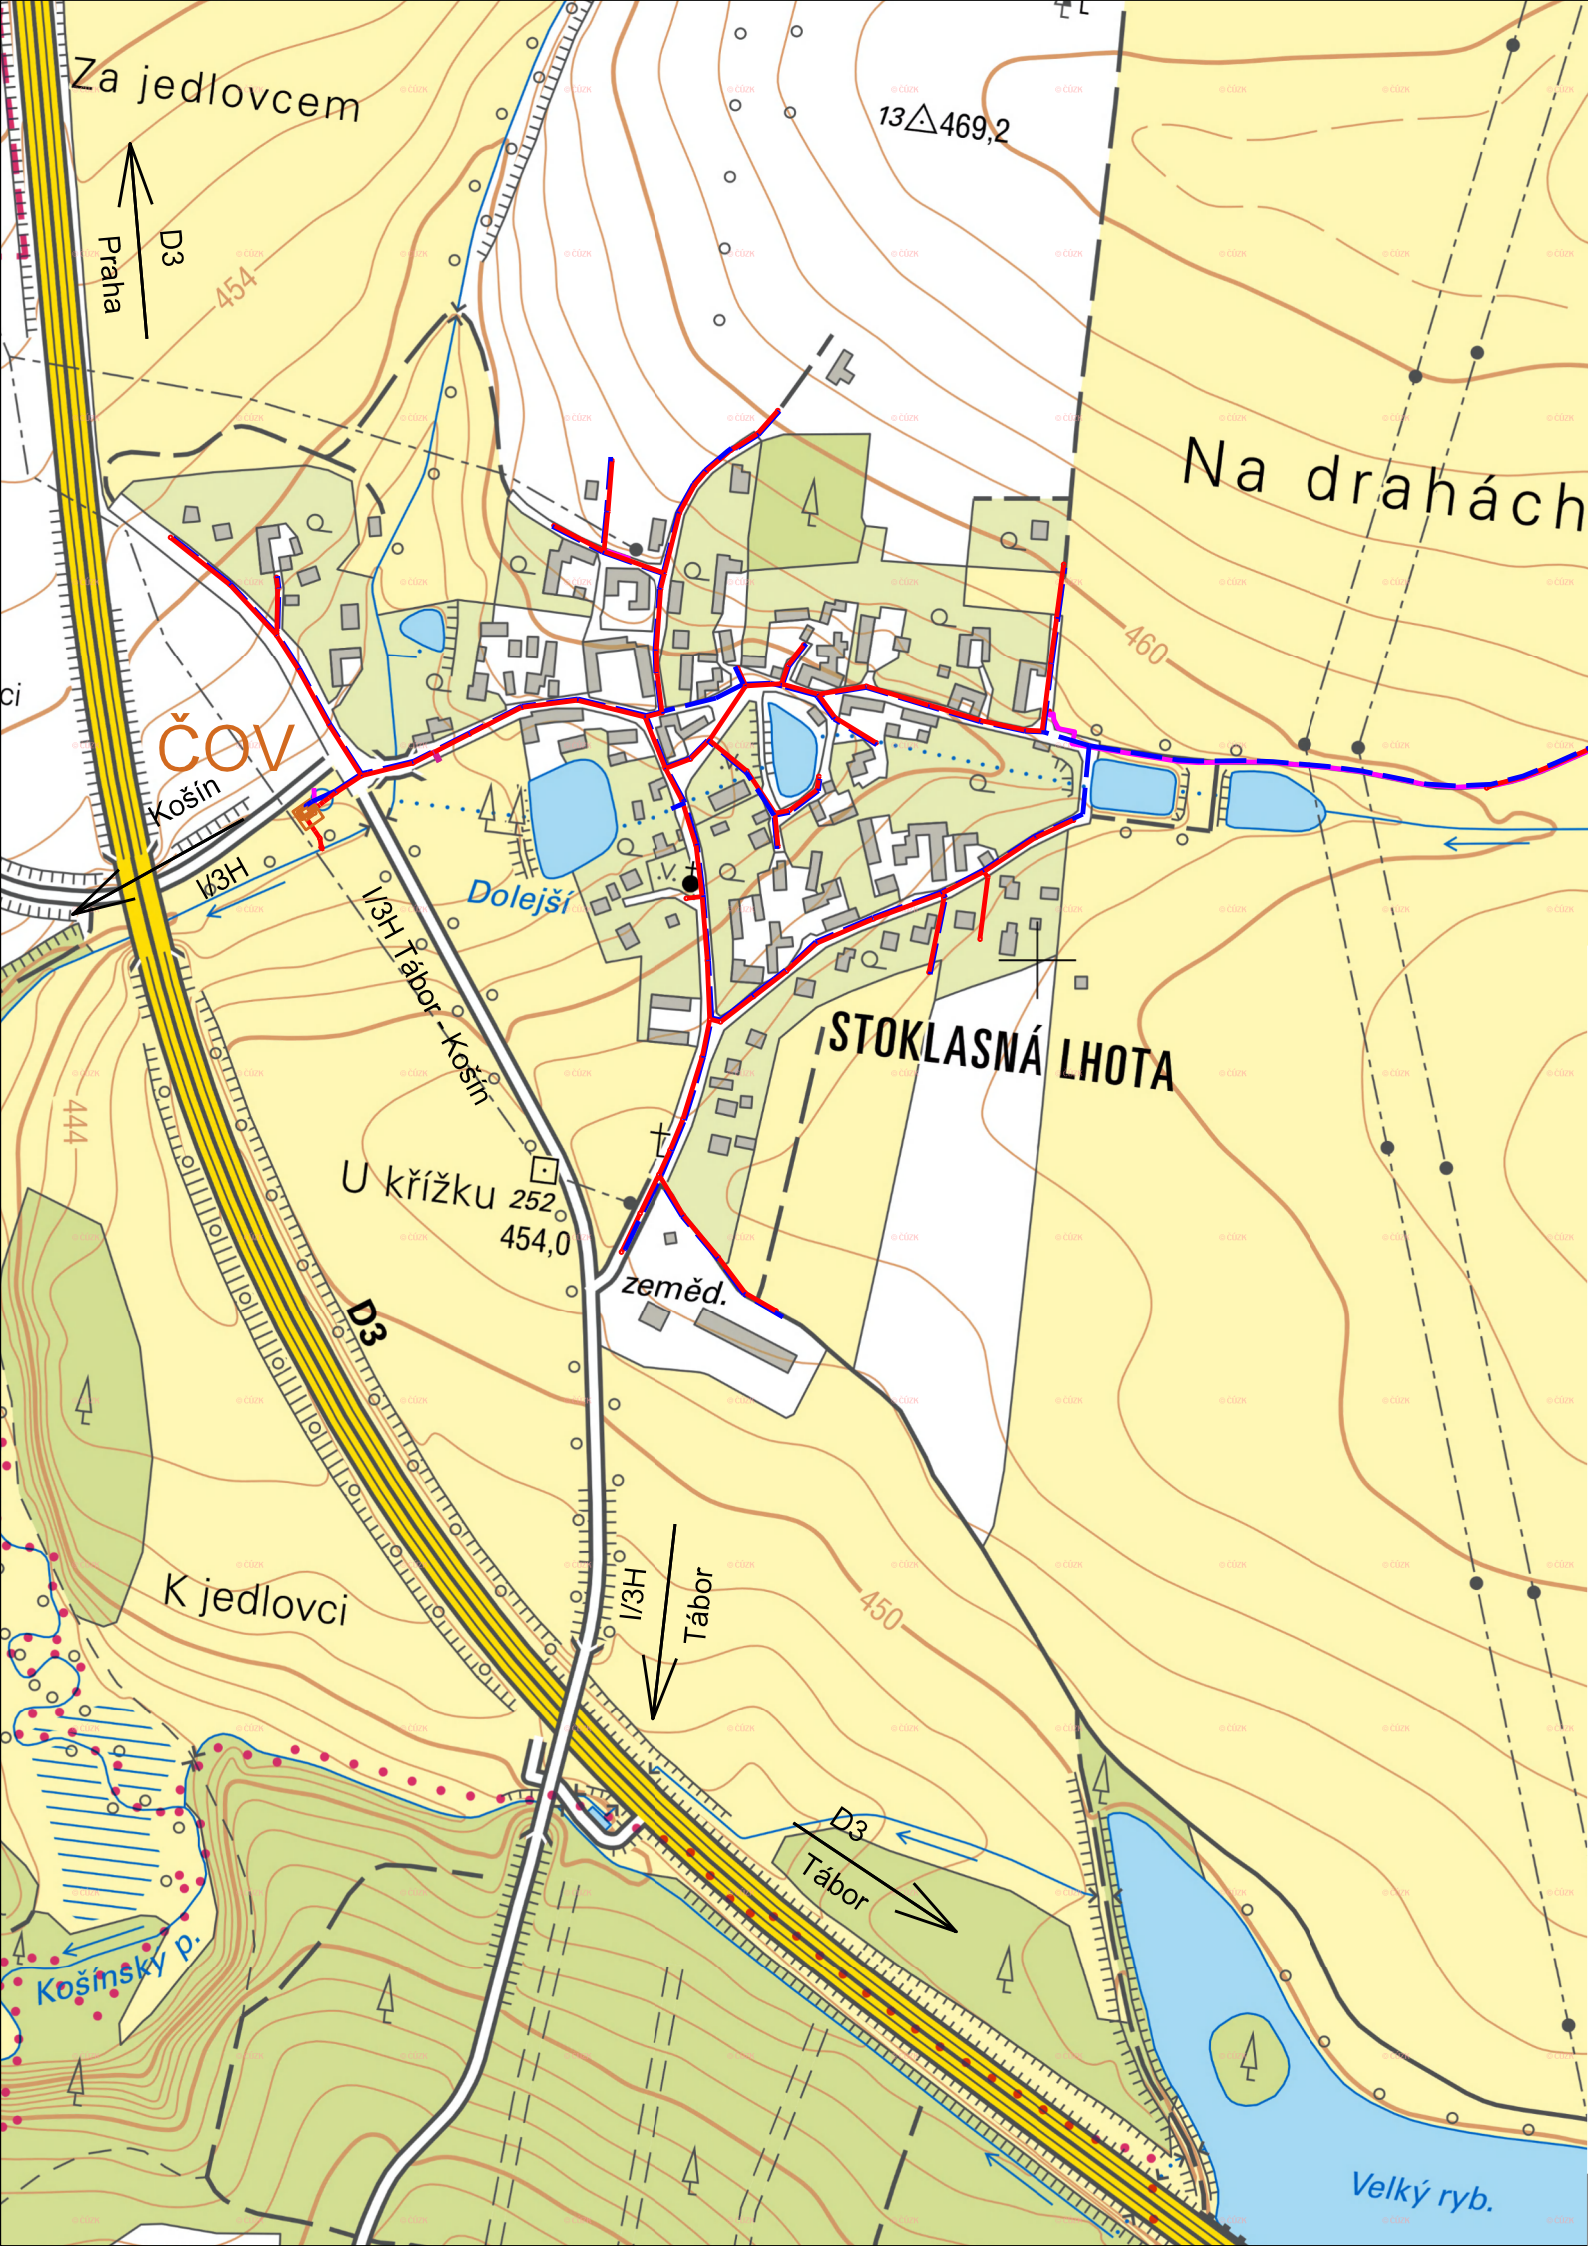 Za jedlovcem
13 469,2
D3
Praha
454
Na drahách
460
ci
ČOV
Košín
I/3H
Dolejší
I/3H Tábor - Košín
STOKLASNÁ LHOTA
444
U křížku
252
454,0
zeměd.
D3
450
K jedlovci
I/3H
Tábor
D3
Tábor
Košínský p.
Velký ryb.